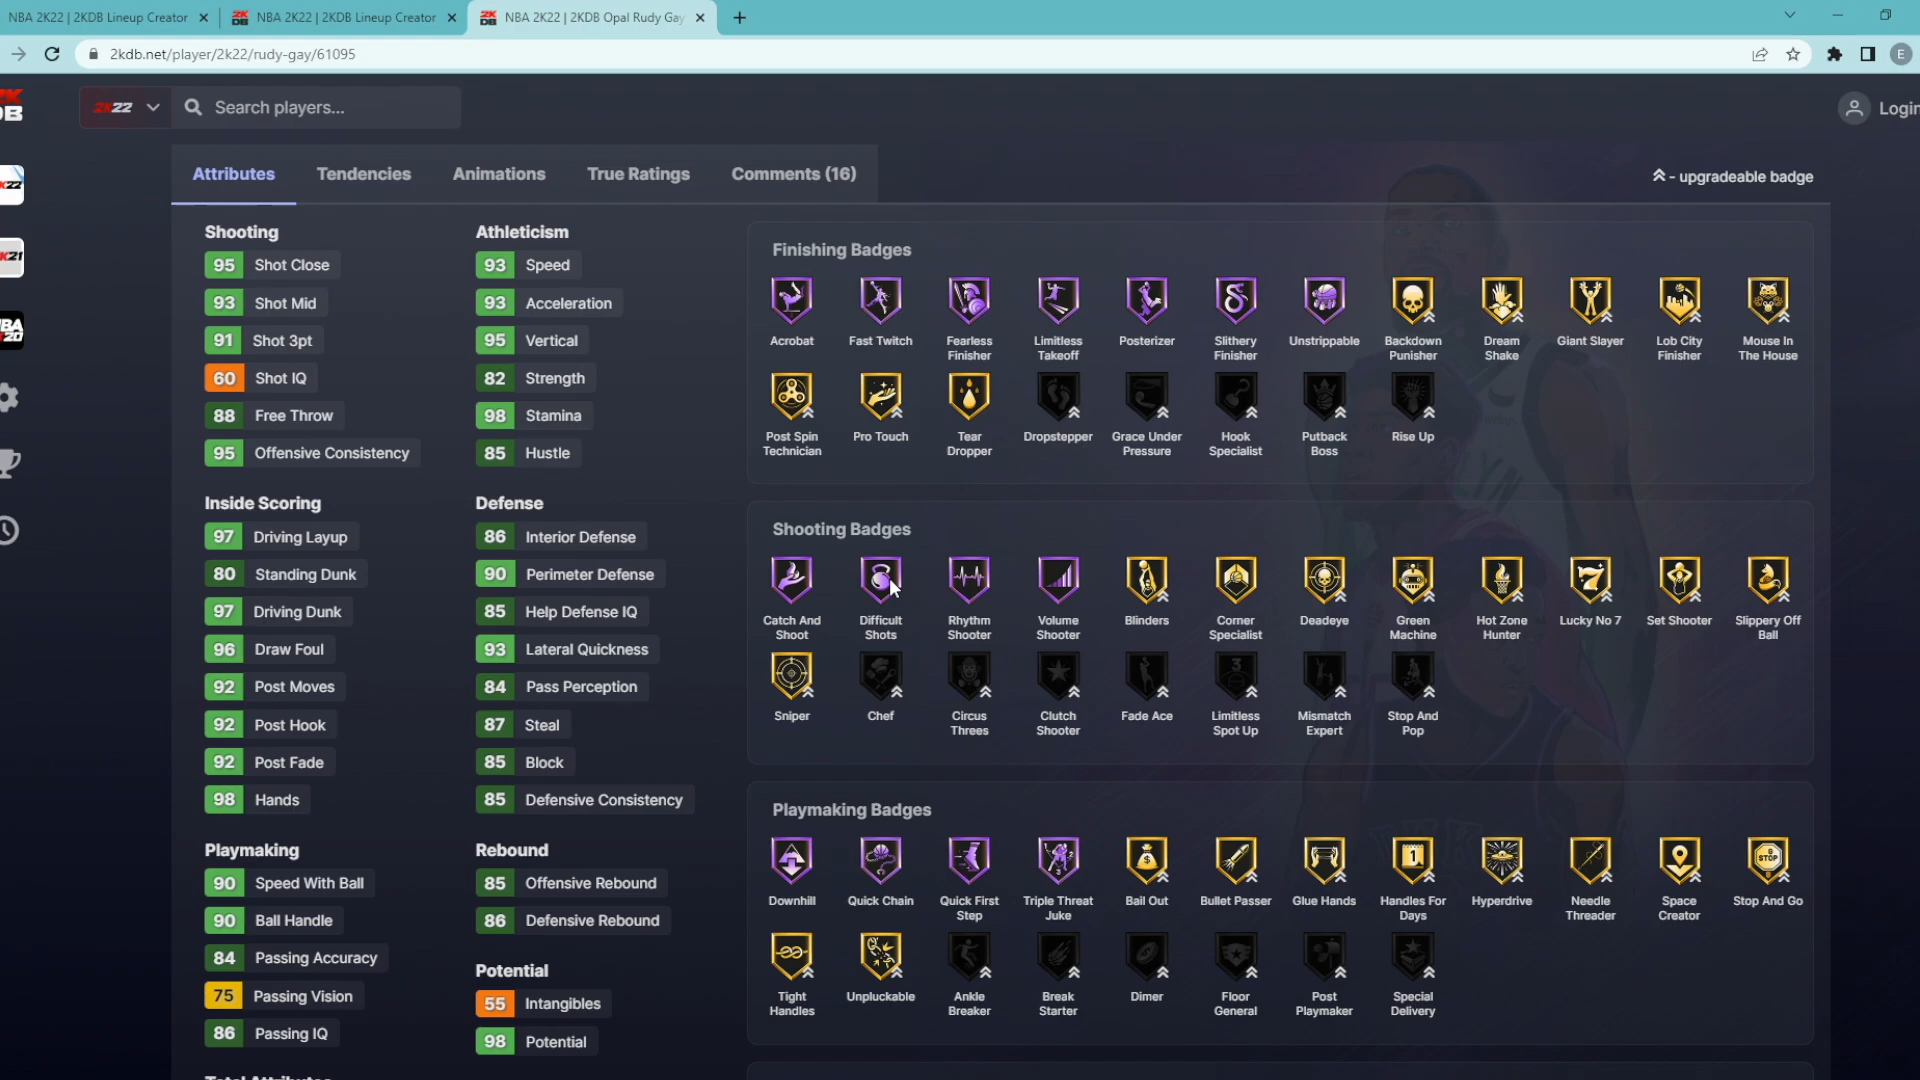 NBA 2K22 | 2KDB Lineup Creator
NBA 2K22 | 2KDB Lineup Creator
NBA 2K22 | 2KDB Opal Rudy Gay
2kdb.net/player/2k22/rudy-gay/61095
E
DB
2K22
Search players...
Login
Attributes
Tendencies
Animations
True Ratings
Comments (16)
- upgradeable badge
Shooting
95 Shot Close
93 Shot Mid
91 Shot 3pt
60 Shot IQ
88 Free Throw
95 Offensive Consistency
Inside Scoring
97 Driving Layup
80 Standing Dunk
97 Driving Dunk
96 Draw Foul
92 Post Moves
92 Post Hook
92 Post Fade
98 Hands
Playmaking
90 Speed With Ball
90 Ball Handle
84 Passing Accuracy
75 Passing Vision
86 Passing IQ
Athleticism
93 Speed
93 Acceleration
95 Vertical
82 Strength
98 Stamina
85 Hustle
Defense
86 Interior Defense
90 Perimeter Defense
85 Help Defense IQ
93 Lateral Quickness
84 Pass Perception
87 Steal
85 Block
85 Defensive Consistency
Rebound
85 Offensive Rebound
86 Defensive Rebound
Potential
55 Intangibles
98 Potential
Finishing Badges
Acrobat
Fast Twitch
Fearless
Finisher
Limitless
Takeoff
Posterizer
Slithery
Finisher
Unstrippable
Backdown
Punisher
Dream
Shake
Giant Slayer
Lob City
Finisher
Mouse In
The House
Post Spin
Technician
Pro Touch
Tear
Dropper
Dropstepper
Grace Under
Pressure
Hook
Specialist
Putback
Boss
Rise Up
Shooting Badges
Catch And
Shoot
Difficult
Shots
Rhythm
Shooter
Volume
Shooter
Blinders
Corner
Specialist
Deadeye
Green
Machine
Hot Zone
Hunter
Lucky No 7
Set Shooter
Slippery Off
Ball
Sniper
Chef
Circus
Threes
Clutch
Shooter
Fade Ace
Limitless
Spot Up
Mismatch
Expert
Stop And
Pop
Playmaking Badges
Downhill
Quick Chain
Quick First
Step
Triple Threat
Juke
Bail Out
Bullet Passer
Glue Hands
Handles For
Days
Hyperdrive
Needle
Threader
Space
Creator
Stop And Go
Tight
Handles
Unpluckable
Ankle
Breaker
Break
Starter
Dimer
Floor
General
Post
Playmaker
Special
Delivery